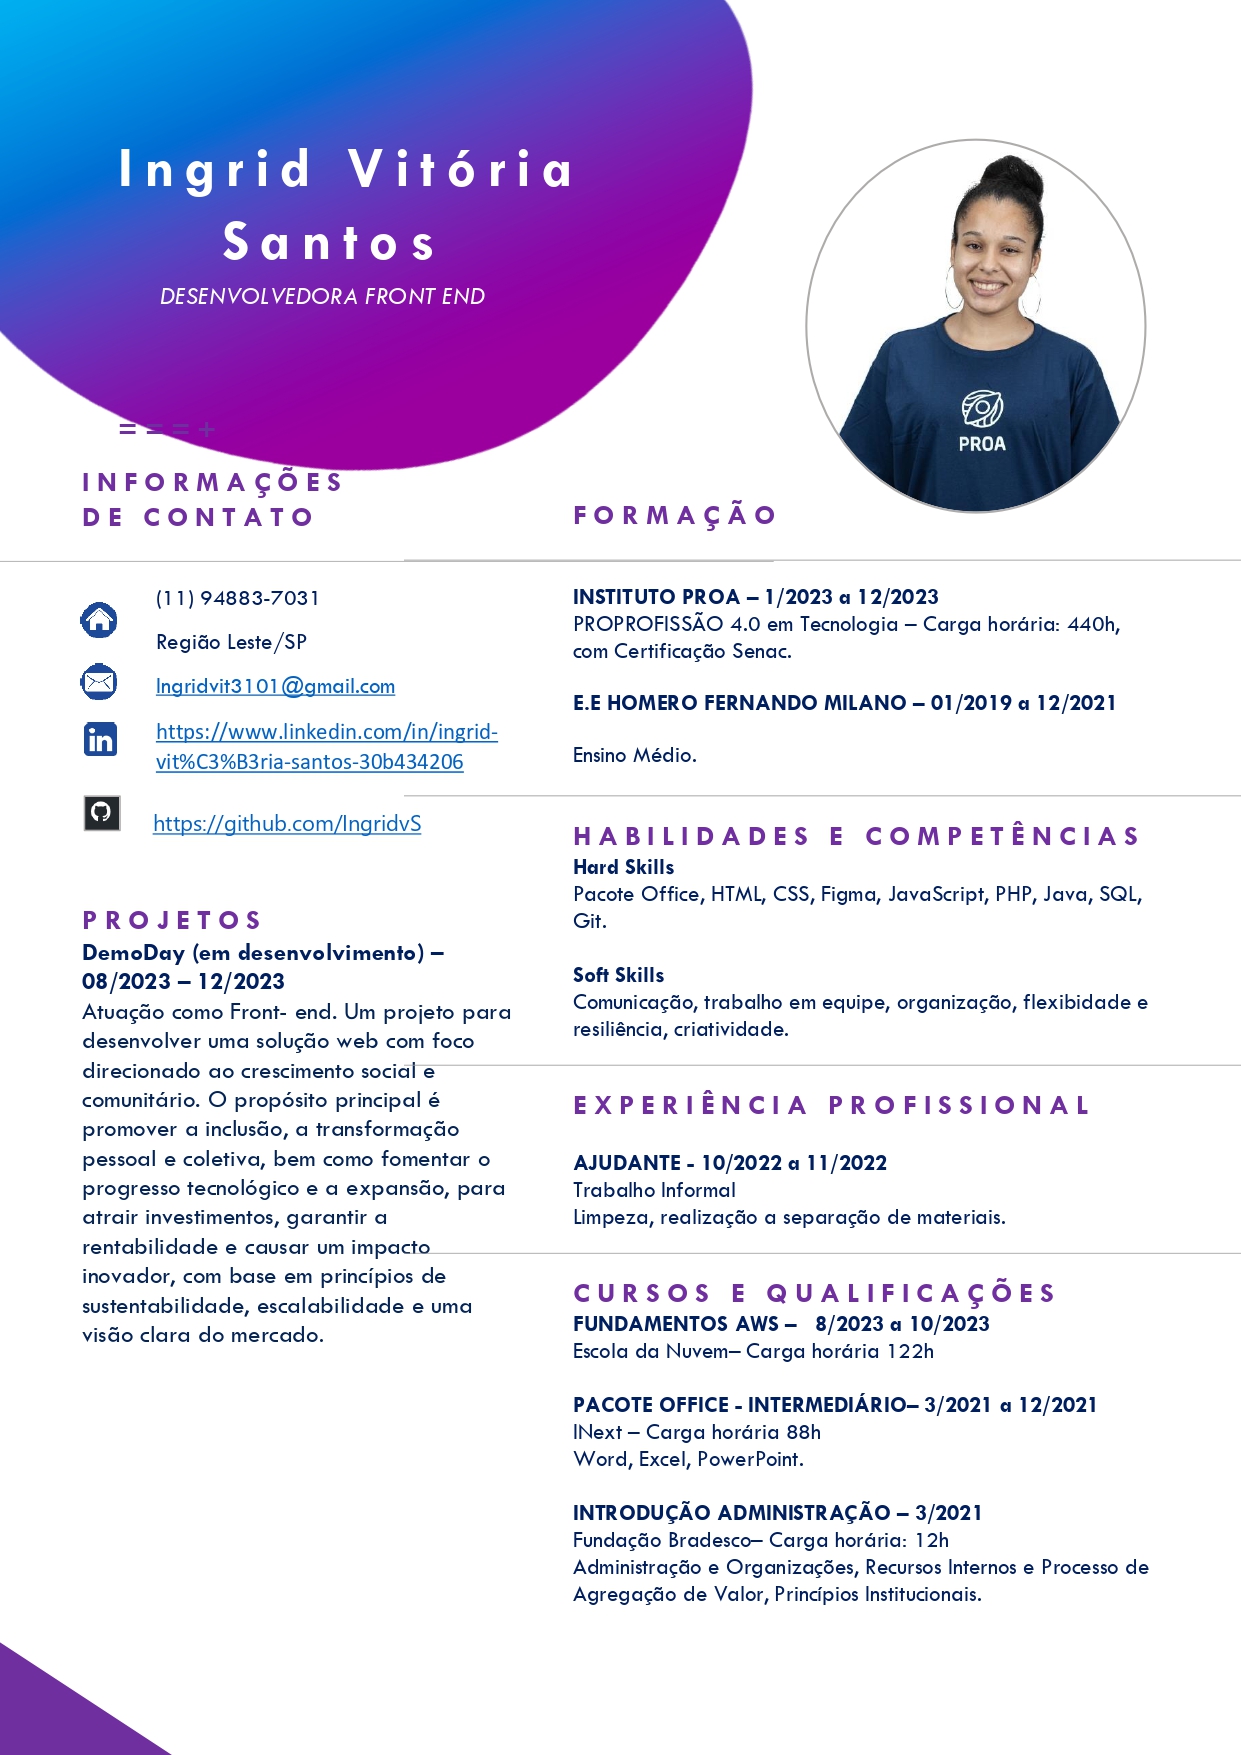 Ingrid Vitória
Santos
DESENVOLVEDORA FRONT END
===+
PROA
INFORMAÇÕES
DE CONTATO
(11) 94883-7031
Região Leste/SP
Ingridvit3101@gmail.com
https://www.linkedin.com/in/ingrid-
vit%C3%B3ria-santos-30b434206
https://github.com/IngridvS
PROJETOS
DemoDay (em desenvolvimento) –
08/2023 – 12/2023
Atuação como Front- end. Um projeto para
desenvolver uma solução web com foco
direcionado ao crescimento social e
comunitário. O propósito principal é
promover a inclusão, a transformação
pessoal e coletiva, bem como fomentar o
progresso tecnológico e a expansão, para
atrair investimentos, garantir a
rentabilidade e causar um impacto
inovador, com base em princípios de
sustentabilidade, escalabilidade e uma
visão clara do mercado.
FORMAÇÃO
INSTITUTO PROA – 1/2023 a 12/2023
PROPROFISSÃO 4.0 em Tecnologia – Carga horária: 440h,
com Certificação Senac.
E.E HOMERO FERNANDO MILANO – 01/2019 a 12/2021
Ensino Médio.
HABILIDADES E COMPETÊNCIAS
Hard Skills
Pacote Office, HTML, CSS, Figma, JavaScript, PHP, Java, SQL,
Git.
Soft Skills
Comunicação, trabalho em equipe, organização, flexibidade e
resiliência, criatividade.
EXPERIÊNCIA PROFISSIONAL
AJUDANTE - 10/2022 a 11/2022
Trabalho Informal
Limpeza, realização a separação de materiais.
CURSOS E QUALIFICAÇÕES
FUNDAMENTOS AWS – 8/2023 a 10/2023
Escola da Nuvem– Carga horária 122h
PACOTE OFFICE - INTERMEDIÁRIO– 3/2021 a 12/2021
INext – Carga horária 88h
Word, Excel, PowerPoint.
INTRODUÇÃO ADMINISTRAÇÃO – 3/2021
Fundação Bradesco– Carga horária: 12h
Administração e Organizações, Recursos Internos e Processo de
Agregação de Valor, Princípios Institucionais.